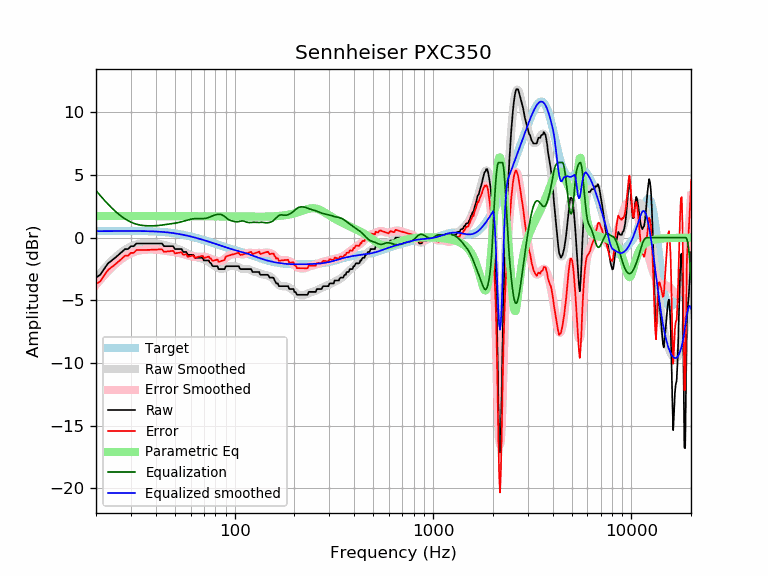 Sennheiser PXC350
Amplitude (dBr)
10
5
0
−5
−10
−15
−20
Target
Raw Smoothed
Error Smoothed
Raw
Error
Parametric Eq
Equalization
Equalized smoothed
100 1000 10000
Frequency (Hz)